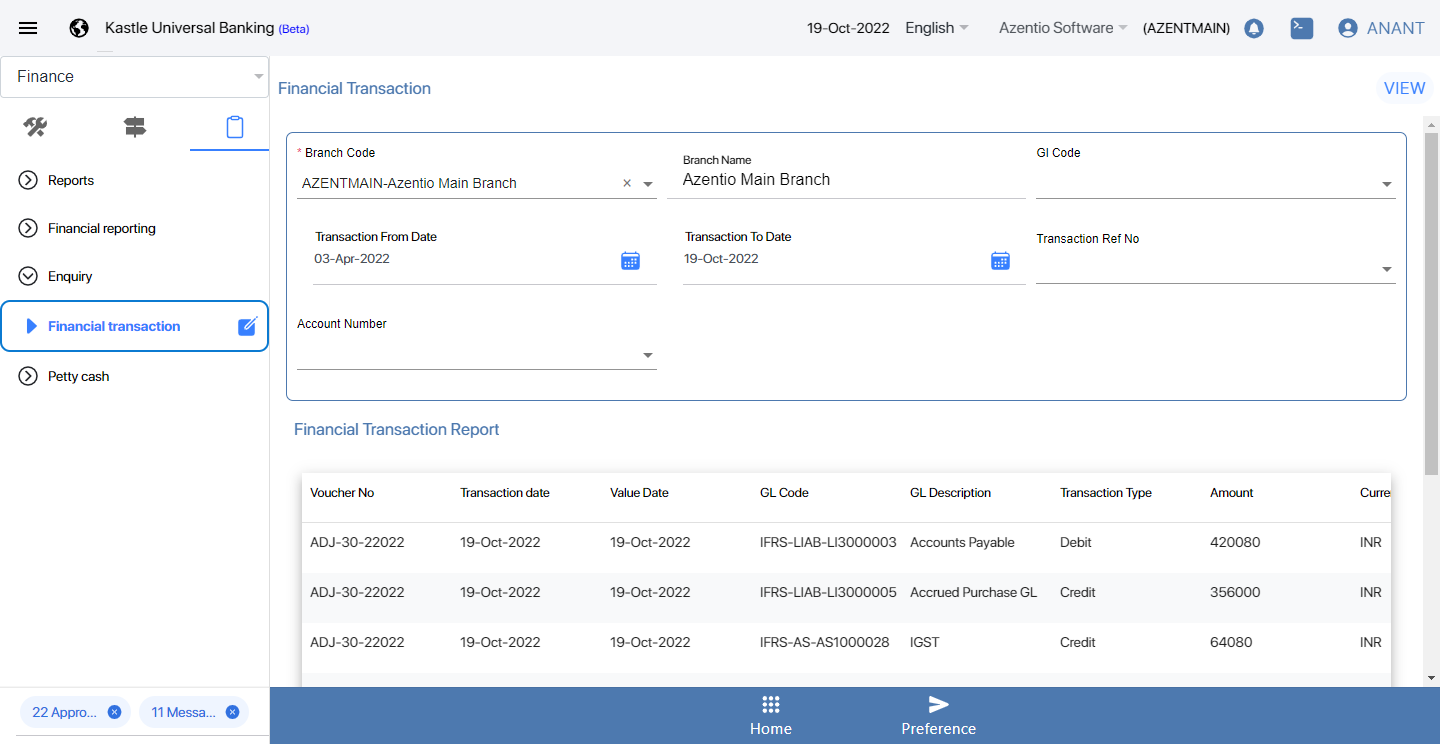 Kastle Universal Banking (Beta)
19-Oct-2022 English Azentio Software (AZENTMAIN) ANANT
Finance
Financial Transaction
VIEW
Reports
Financial reporting
Enquiry
Financial transaction
Petty cash
* Branch Code
AZENTMAIN-Azentio Main Branch
Branch Name
Azentio Main Branch
Gl Code
Transaction From Date
03-Apr-2022
Transaction To Date
19-Oct-2022
Transaction Ref No
Account Number
Financial Transaction Report
Voucher No Transaction date Value Date GL Code GL Description Transaction Type Amount Curre
ADJ-30-22022 19-Oct-2022 19-Oct-2022 IFRS-LIAB-LI3000003 Accounts Payable Debit 420080 INR
ADJ-30-22022 19-Oct-2022 19-Oct-2022 IFRS-LIAB-LI3000005 Accrued Purchase GL Credit 356000 INR
ADJ-30-22022 19-Oct-2022 19-Oct-2022 IFRS-AS-AS1000028 IGST Credit 64080 INR
22 Appro... 11 Messa...
Home Preference